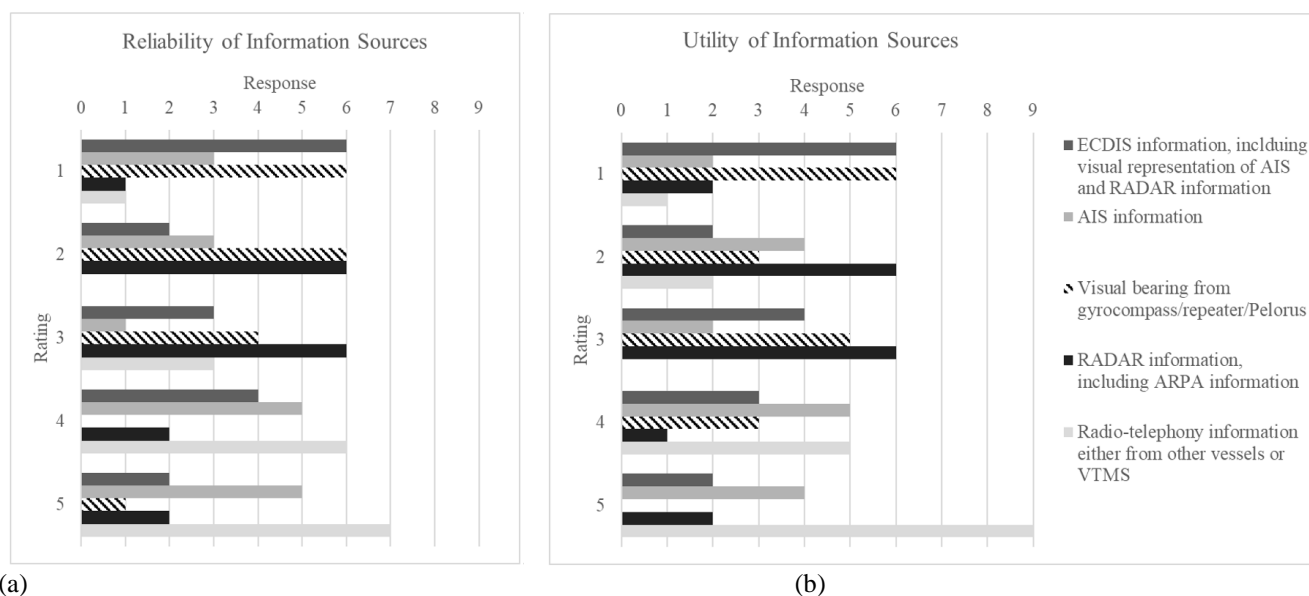 Reliability of Information Sources
Response
0 1 2 3 4 5 6 7 8 9
1
2
3
4
5
Rating
(a)
Utility of Information Sources
Response
0 1 2 3 4 5 6 7 8 9
1
2
3
4
5
Rating
(b)
ECDIS information, inclduing
visual representation of AIS
and RADAR information
AIS information
Visual bearing from
gyrocompass/repeater/Pelorus
RADAR information,
including ARPA information
Radio-telephony information
either from other vessels or
VTMS